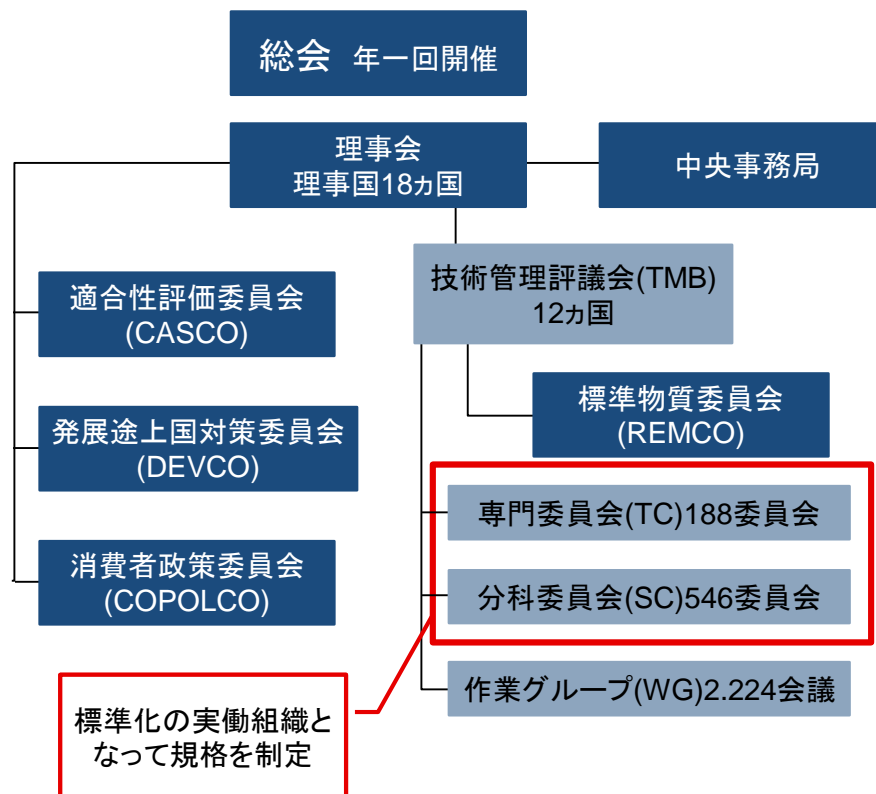 総会 年一回開催
理事会
理事国18ヵ国
中央事務局
技術管理評議会(TMB)
12ヵ国
適合性評価委員会
(CASCO)
標準物質委員会
(REMCO)
発展途上国対策委員会
(DEVCO)
専門委員会(TC)188委員会
消費者政策委員会
(COPOLCO)
分科委員会(SC)546委員会
作業グループ(WG)2.224会議
標準化の実働組織と
なって規格を制定